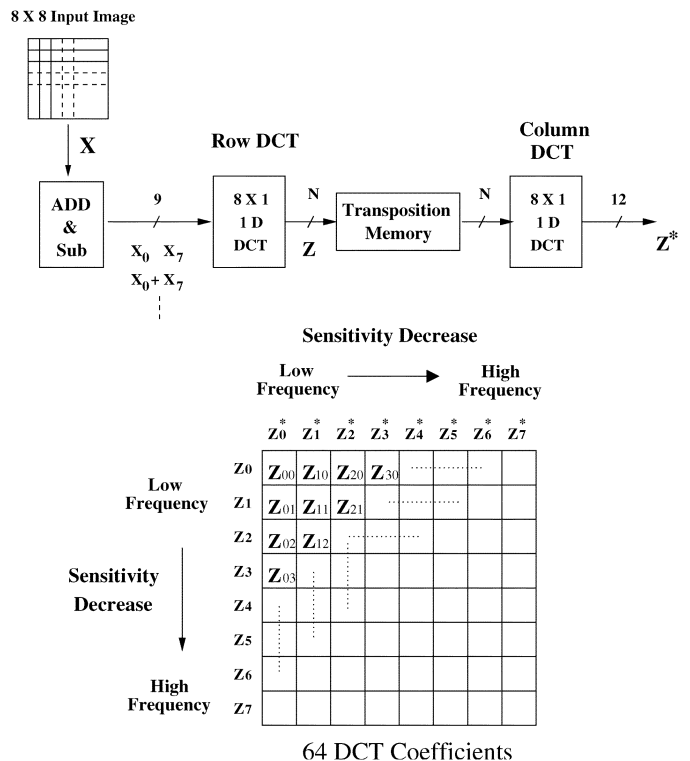 8 X 8 Input Image
X
Row DCT
Column
DCT
ADD
&
Sub
9
X0 X7
X0 + X7
8 X 1
1 D
DCT
N
Z
Transposition
Memory
N
8 X 1
1 D
DCT
12
Z*
Sensitivity Decrease
Low
Frequency
High
Frequency
Z0* Z1* Z2* Z3* Z4* Z5* Z6* Z7*
Z0 Z00 Z10 Z20 Z30
Z1 Z01 Z11 Z21
Z2 Z02 Z12
Z3 Z03
Z4
Z5
Z6
Z7
Low
Frequency
Sensitivity
Decrease
High
Frequency
64 DCT Coefficients